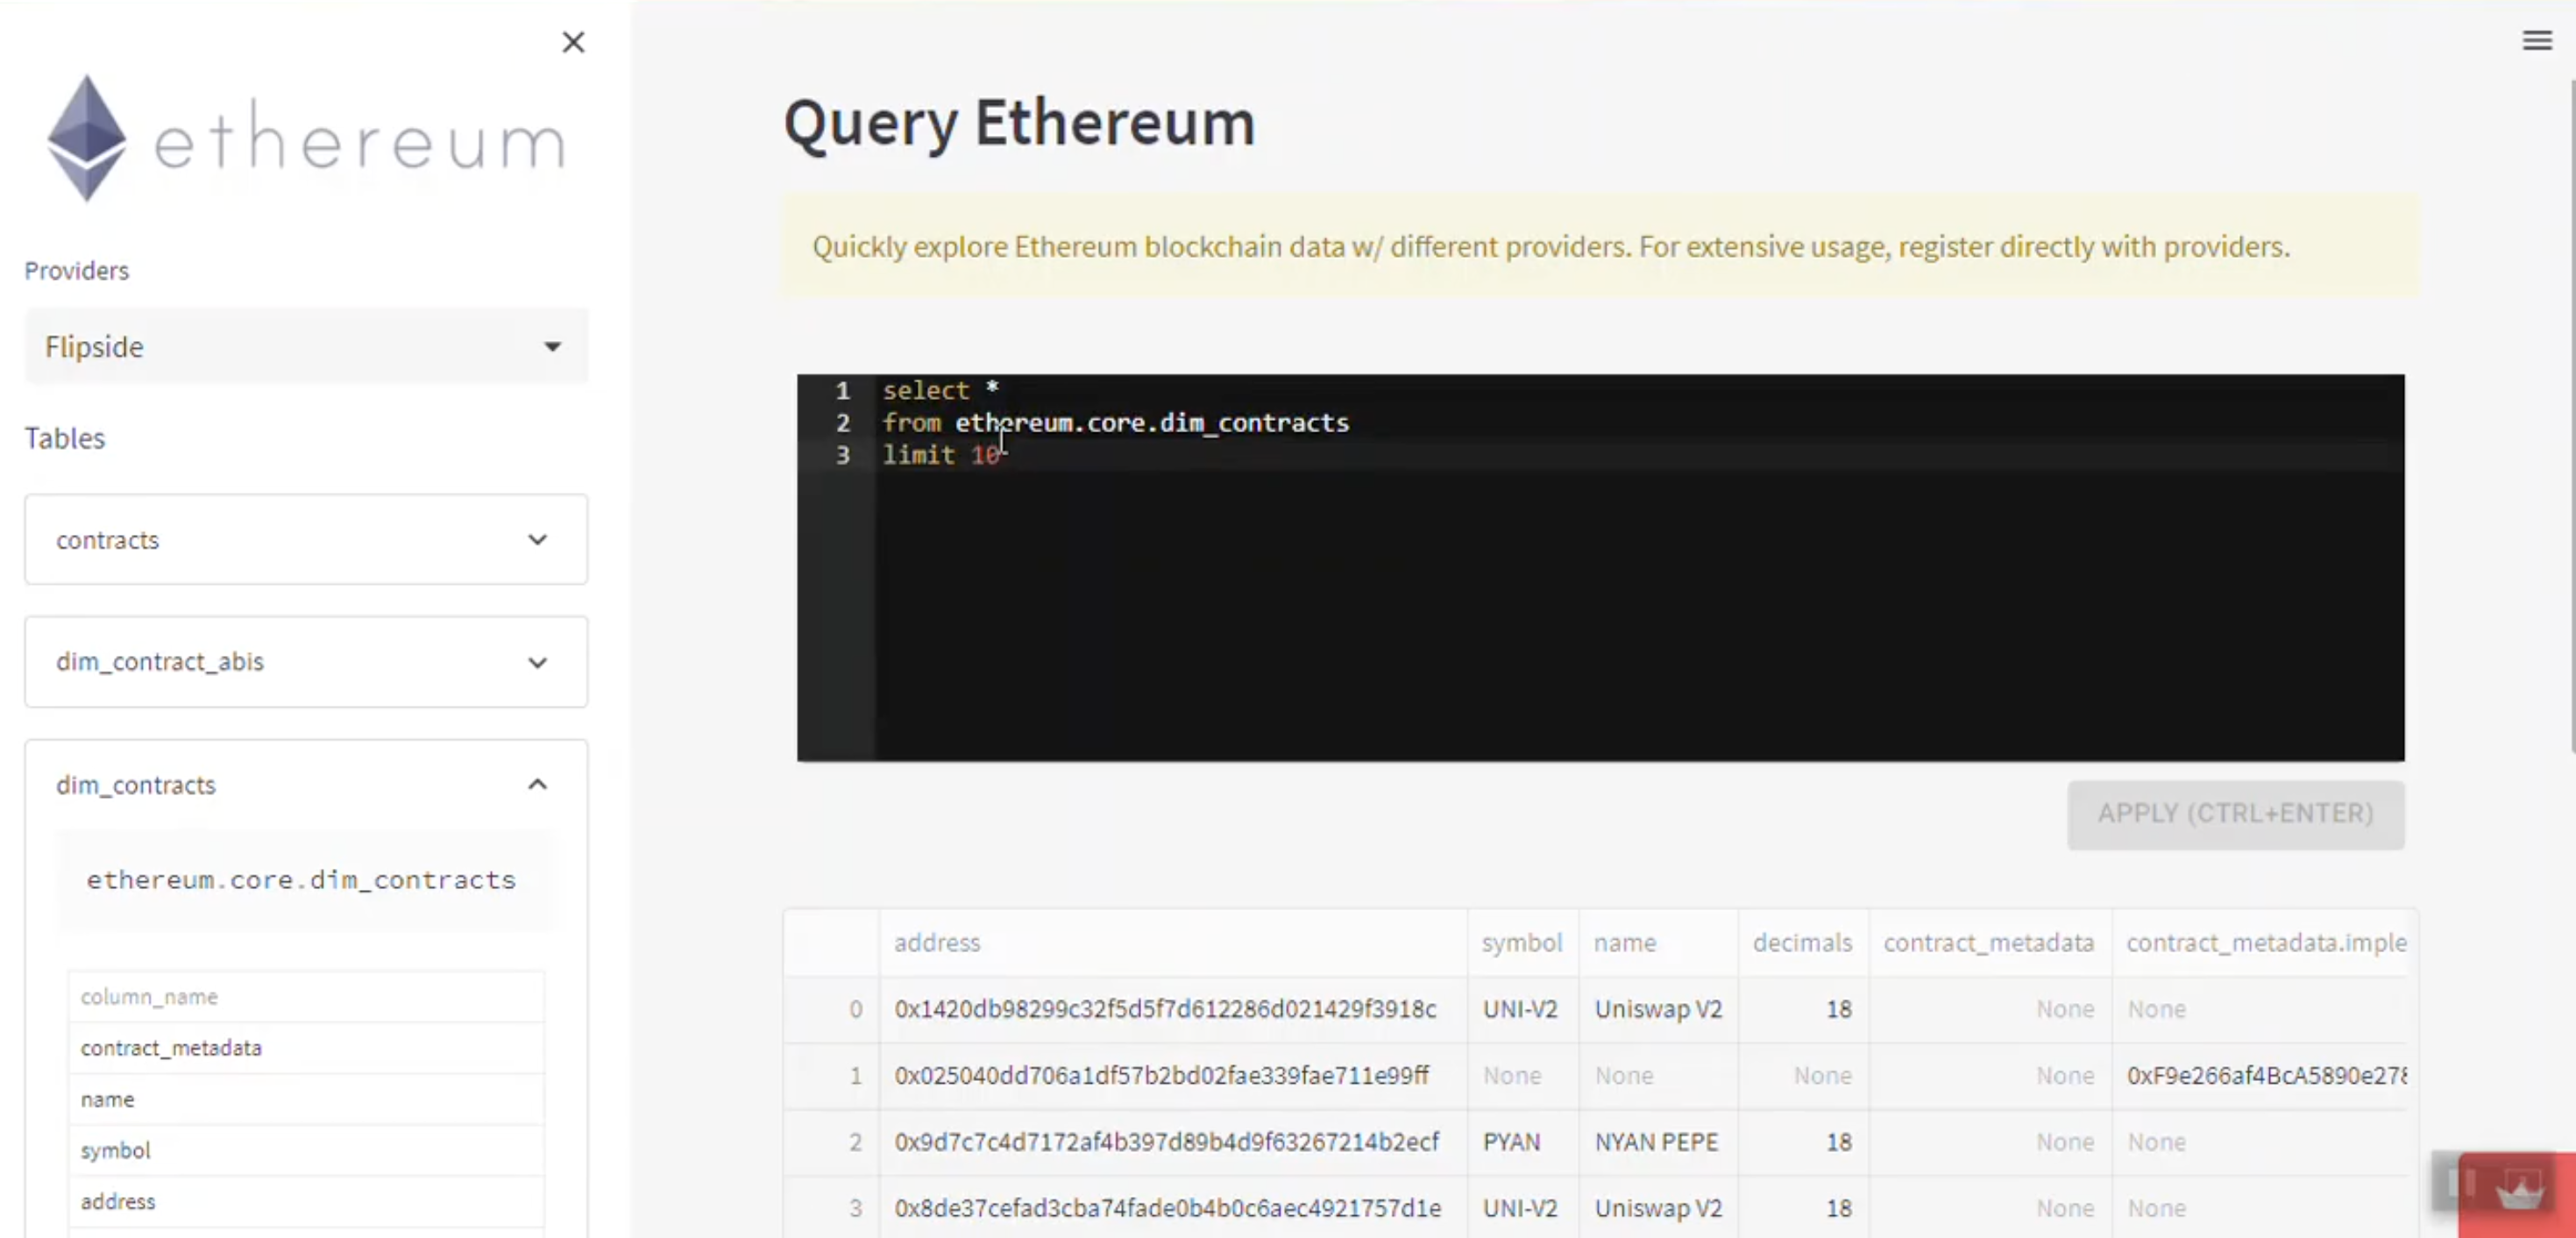 ethereum
Providers
Flipside
Tables
contracts
dim_contract_abis
dim_contracts
ethereum.core.dim_contracts
column_name
contract_metadata
name
symbol
address
Query Ethereum
Quickly explore Ethereum blockchain data w/ different providers. For extensive usage, register directly with providers.
1 select *
2 from ethereum.core.dim_contracts
3 limit 10
APPLY (CTRL+ENTER)
address symbol name decimals contract_metadata contract_metadata.imple
0 0x1420db98299c32f5d5f7d612286d021429f3918c UNI-V2 Uniswap V2 18 None None
1 0x025040dd706a1df57b2bd02fae339fae711e99ff None None None None 0xF9e266af4BcA5890e278
2 0x9d7c7c4d7172af4b397d89b4d9f63267214b2ecf PYAN NYAN PEPE 18 None None
3 0x8de37cefad3cba74fade0b4b0c6aec4921757d1e UNI-V2 Uniswap V2 18 None None